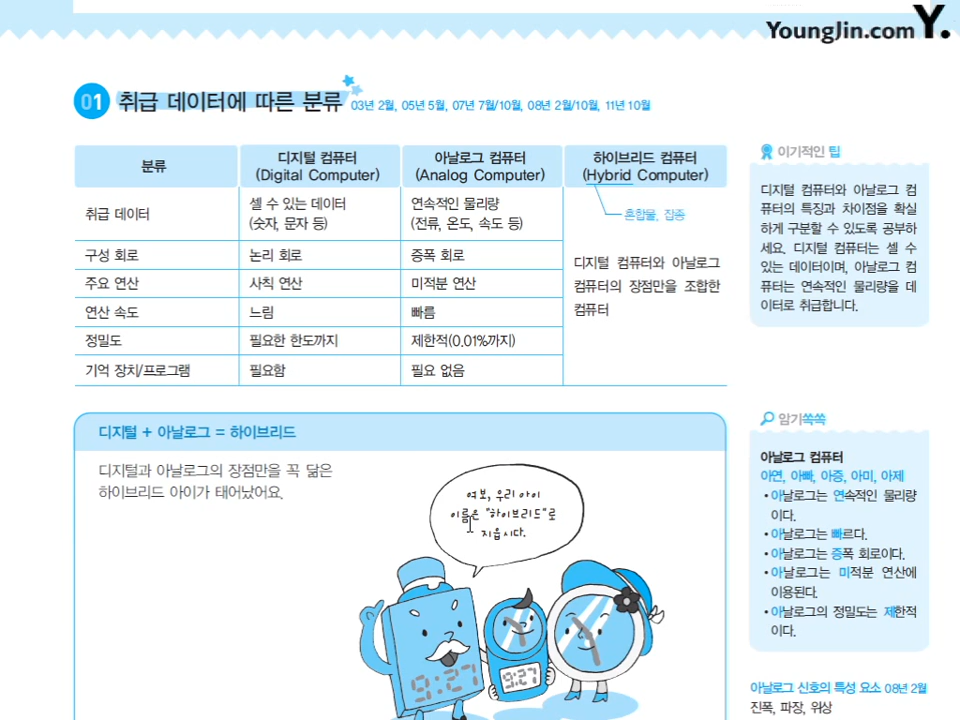 YoungJin.com Y.
01 취급 데이터에 따른 분류 03년 2월, 05년 5월, 07년 7월/10월, 08년 2월/10월, 11년 10월
분류
디지털 컴퓨터
(Digital Computer)
아날로그 컴퓨터
(Analog Computer)
하이브리드 컴퓨터
(Hybrid Computer)
혼합물, 잡종
취급 데이터
셀 수 있는 데이터
(숫자, 문자 등)
연속적인 물리량
(전류, 온도, 속도 등)
디지털 컴퓨터와 아날로그
컴퓨터의 장점만을 조합한
컴퓨터
구성 회로
논리 회로
증폭 회로
주요 연산
사칙 연산
미적분 연산
연산 속도
느림
빠름
정밀도
필요한 한도까지
제한적(0.01%까지)
기억 장치/프로그램
필요함
필요 없음
이기적인 팁
디지털 컴퓨터와 아날로그 컴
퓨터의 특징과 차이점을 확실
하게 구분할 수 있도록 공부하
세요. 디지털 컴퓨터는 셀 수
있는 데이터이며, 아날로그 컴
퓨터는 연속적인 물리량을 데
이터로 취급합니다.
디지털 + 아날로그 = 하이브리드
디지털과 아날로그의 장점만을 꼭 닮은
하이브리드 아이가 태어났어요.
여보, 우리 아이
이름은 "하이브리드"로
지읍시다.
9:27
9:27
암기쏙쏙
아날로그 컴퓨터
아연, 아빠, 아증, 아미, 아제
•아날로그는 연속적인 물리량
이다.
•아날로그는 빠르다.
•아날로그는 증폭 회로이다.
•아날로그는 미적분 연산에
이용된다.
•아날로그의 정밀도는 제한적
이다.
아날로그 신호의 특성 요소 08년 2월
진폭, 파장, 위상